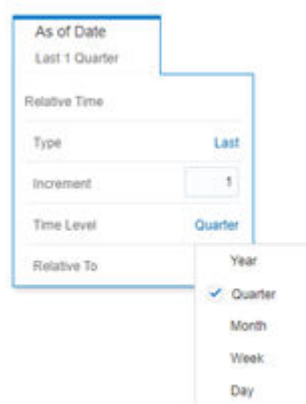 As of Date
Last 1 Quarter
Relative Time
Type Last
Increment 1
Time Level Quarter
Relative To
Year
Quarter
Month
Week
Day